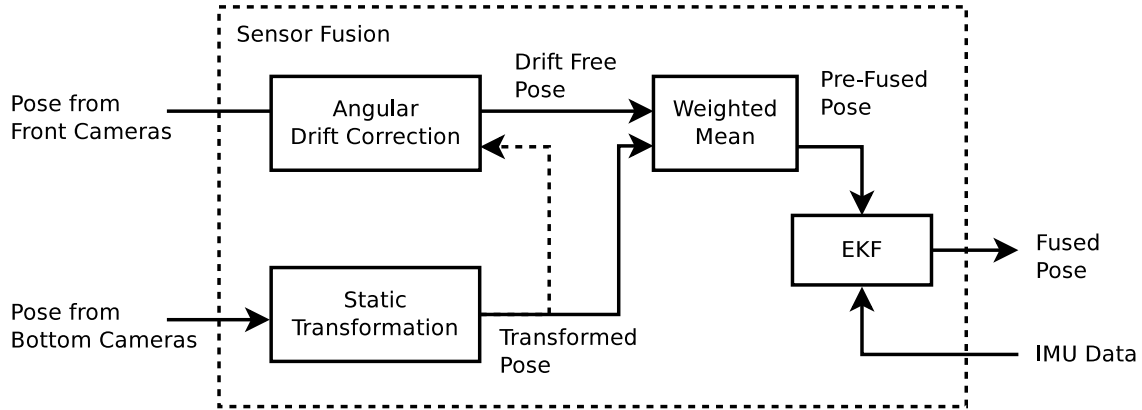 Sensor Fusion
Pose from
Front Cameras
Angular
Drift Correction
Drift Free
Pose
Weighted
Mean
Pre-Fused
Pose
EKF
Fused
Pose
Pose from
Bottom Cameras
Static
Transformation
Transformed
Pose
IMU Data